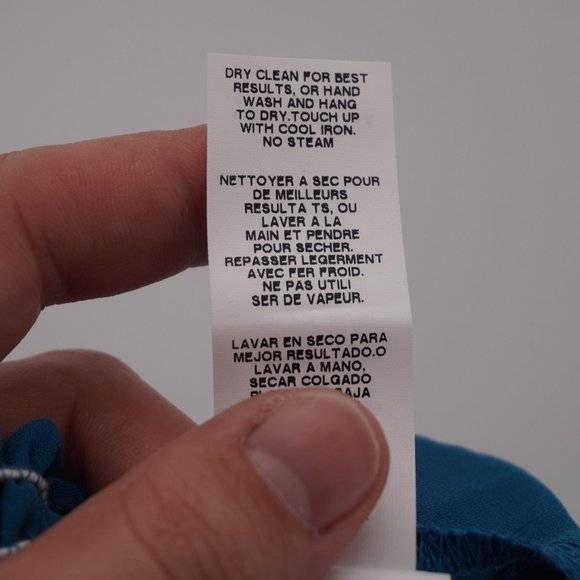 DRY CLEAN FOR BEST
RESULTS, OR HAND
WASH AND HANG
TO DRY.TOUCH UP
WITH COOL IRON.
NO STEAM
NETTOYER A SEC POUR
DE MEILLEURS
RESULTA TS, OU
LAVER A LA
MAIN ET PENDRE
POUR SECHER.
REPASSER LEGERMENT
AVEC FER FROID.
NE PAS UTILI
SER DE VAPEUR.
LAVAR EN SECO PARA
MEJOR RESULTADO.O
LAVAR A MANO,
SECAR COLGADO